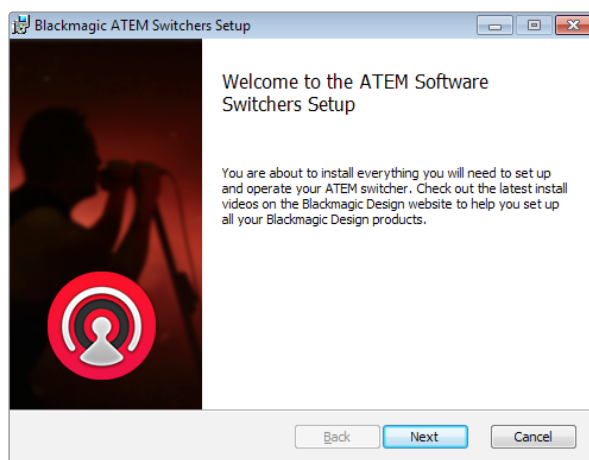 Blackmagic ATEM Switchers Setup
Welcome to the ATEM Software
Switchers Setup
You are about to install everything you will need to set up
and operate your ATEM switcher. Check out the latest install
videos on the Blackmagic Design website to help you set up
all your Blackmagic Design products.
Back Next Cancel